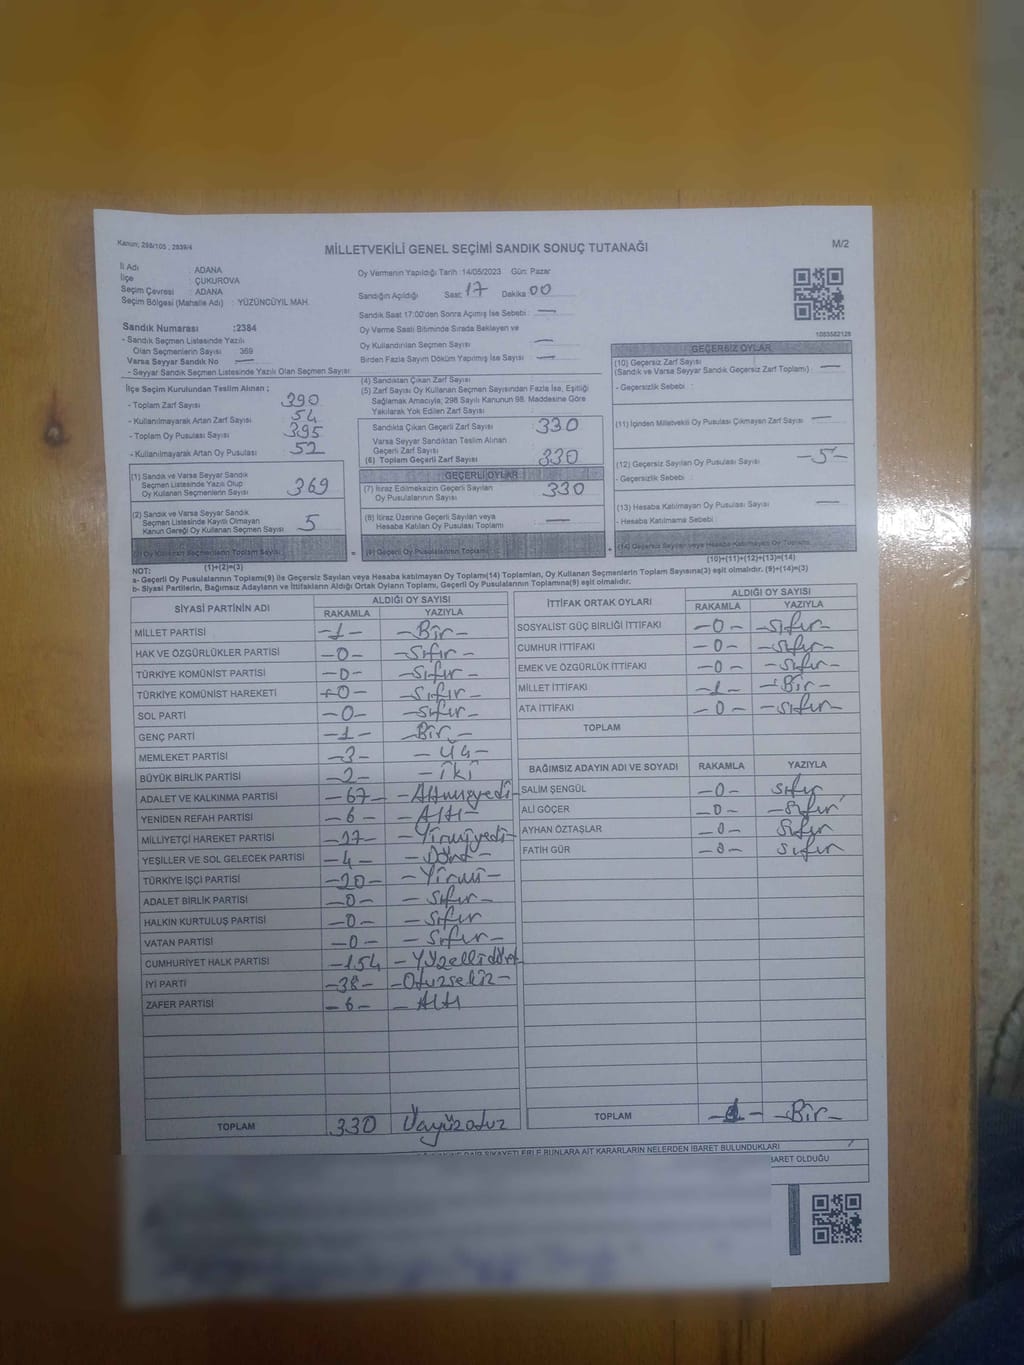 Kanun; 298/105 ; 2839/4
MİLLETVEKİLİ GENEL SEÇİMİ SANDIK SONUÇ TUTANAĞI
M/2
İl Adı : ADANA
İlçe : ÇUKUROVA
Seçim Çevresi : ADANA
Seçim Bölgesi (Mahalle Adı) : YÜZÜNCÜYIL MAH.
Oy Vermenin Yapıldığı Tarih :14/05/2023 Gün: Pazar
Sandığın Açıldığı Saat: 17 Dakika 00
Sandık Saat 17:00'den Sonra Açımış İse Sebebi : —
Oy Verme Saati Bitiminde Sırada Bekleyen ve
Oy Kullandırılan Seçmen Sayısı : —
Birden Fazla Sayım Döküm Yapılmış İse Sayısı : —
1083582128
Sandık Numarası :2384
- Sandık Seçmen Listesinde Yazılı
Olan Seçmenlerin Sayısı 369
Varsa Seyyar Sandık No —
- Seyyar Sandık Seçmen Listesinde Yazılı Olan Seçmen Sayısı
İlçe Seçim Kurulundan Teslim Alınan ;
- Toplam Zarf Sayısı 390
- Kullanılmayarak Artan Zarf Sayısı 54
- Toplam Oy Pusulası Sayısı 395
- Kullanılmayarak Artan Oy Pusulası 52
(1) Sandık ve Varsa Seyyar Sandık
Seçmen Listesinde Yazılı Olup
Oy Kullanan Seçmenlerin Sayısı 369
(2) Sandık ve Varsa Seyyar Sandık
Seçmen Listesinde Kayıtlı Olmayan
Kanun Gereği Oy Kullanan Seçmen Sayısı 5
(3) Oy Kullanan Seçmenlerin Toplam Sayısı
(1)+(2)=(3)
(4) Sandıktan Çıkan Zarf Sayısı :
(5) Zarf Sayısı Oy Kullanan Seçmen Sayısından Fazla İse, Eşitliği
Sağlamak Amacıyla, 298 Sayılı Kanunun 98. Maddesine Göre
Yakılarak Yok Edilen Zarf Sayısı :
Sandıkta Çıkan Geçerli Zarf Sayısı : 330
Varsa Seyyar Sandıktan Teslim Alınan
Geçerli Zarf Sayısı :
(6) Toplam Geçerli Zarf Sayısı : 330
GEÇERLİ OYLAR
(7) İtiraz Edilmeksizin Geçerli Sayılan
Oy Pusulalarının Sayısı 330
(8) İtiraz Üzerine Geçerli Sayılan veya
Hesaba Katılan Oy Pusulası Toplamı —
= (9) Geçerli Oy Pusulalarının Toplamı
GEÇERSİZ OYLAR
(10) Geçersiz Zarf Sayısı
(Sandık ve Varsa Seyyar Sandık Geçersiz Zarf Toplamı) : —
- Geçersizlik Sebebi :
(11) İçinden Milletvekili Oy Pusulası Çıkmayan Zarf Sayısı : —
(12) Geçersiz Sayılan Oy Pusulası Sayısı : -5-
- Geçersizlik Sebebi :
(13) Hesaba Katılmayan Oy Pusulası Sayısı : —
- Hesaba Katılmama Sebebi :
+ (14) Geçersiz Sayılan veya Hesaba Katılmayan Oy Toplamı
(10)+(11)+(12)+(13)=(14)
NOT:
a- Geçerli Oy Pusulalarının Toplamı(9) ile Geçersiz Sayılan veya Hesaba katılmayan Oy Toplamı(14) Toplamları, Oy Kullanan Seçmenlerin Toplam Sayısına(3) eşit olmalıdır. (9)+(14)=(3)
b- Siyasi Partilerin, Bağımsız Adayların ve İttifakların Aldığı Ortak Oyların Toplamı, Geçerli Oy Pusulalarının Toplamına(9) eşit olmalıdır.
SİYASİ PARTİNİN ADI ALDIĞI OY SAYISI
RAKAMLA YAZIYLA
MİLLET PARTİSİ -1- -Bir-
HAK VE ÖZGÜRLÜKLER PARTİSİ -0- -Sıfır-
TÜRKİYE KOMÜNİST PARTİSİ -0- -Sıfır-
TÜRKİYE KOMÜNİST HAREKETİ -0- -Sıfır-
SOL PARTİ -0- -Sıfır-
GENÇ PARTİ -1- -Bir-
MEMLEKET PARTİSİ -3- -Üç-
BÜYÜK BİRLİK PARTİSİ -2- -İki
ADALET VE KALKINMA PARTİSİ -67- -Altmışyedi-
YENİDEN REFAH PARTİSİ -6- -Altı-
MİLLİYETÇİ HAREKET PARTİSİ -27- -Yirmiyedi-
YEŞİLLER VE SOL GELECEK PARTİSİ -4- -Dört-
TÜRKİYE İŞÇİ PARTİSİ -20- -Yirmi-
ADALET BİRLİK PARTİSİ -0- -Sıfır-
HALKIN KURTULUŞ PARTİSİ -0- -Sıfır
VATAN PARTİSİ -0- -Sıfır-
CUMHURİYET HALK PARTİSİ -154 -Yüzellidört
İYİ PARTİ -38- -Otuzsekiz-
ZAFER PARTİSİ -6- -Altı
TOPLAM 330 Üçyüzotuz
İTTİFAK ORTAK OYLARI ALDIĞI OY SAYISI
RAKAMLA YAZIYLA
SOSYALİST GÜÇ BİRLİĞİ İTTİFAKI -0- -Sıfır-
CUMHUR İTTİFAKI -0- -Sıfır-
EMEK VE ÖZGÜRLÜK İTTİFAKI -0- -Sıfır-
MİLLET İTTİFAKI -1- -Bir-
ATA İTTİFAKI -0- -Sıfır-
TOPLAM
BAĞIMSIZ ADAYIN ADI VE SOYADI RAKAMLA YAZIYLA
SALİM ŞENGÜL -0- Sıfır
ALİ GÖÇER -0- -Sıfır
AYHAN ÖZTAŞLAR -0- Sıfır
FATİH GÜR -0- Sıfır
TOPLAM -1- -Bir-
ŞİKAYETLERLE BUNLARA AİT KARARLARIN NELERDEN İBARET BULUNDUKLARI
İBARET OLDUĞU